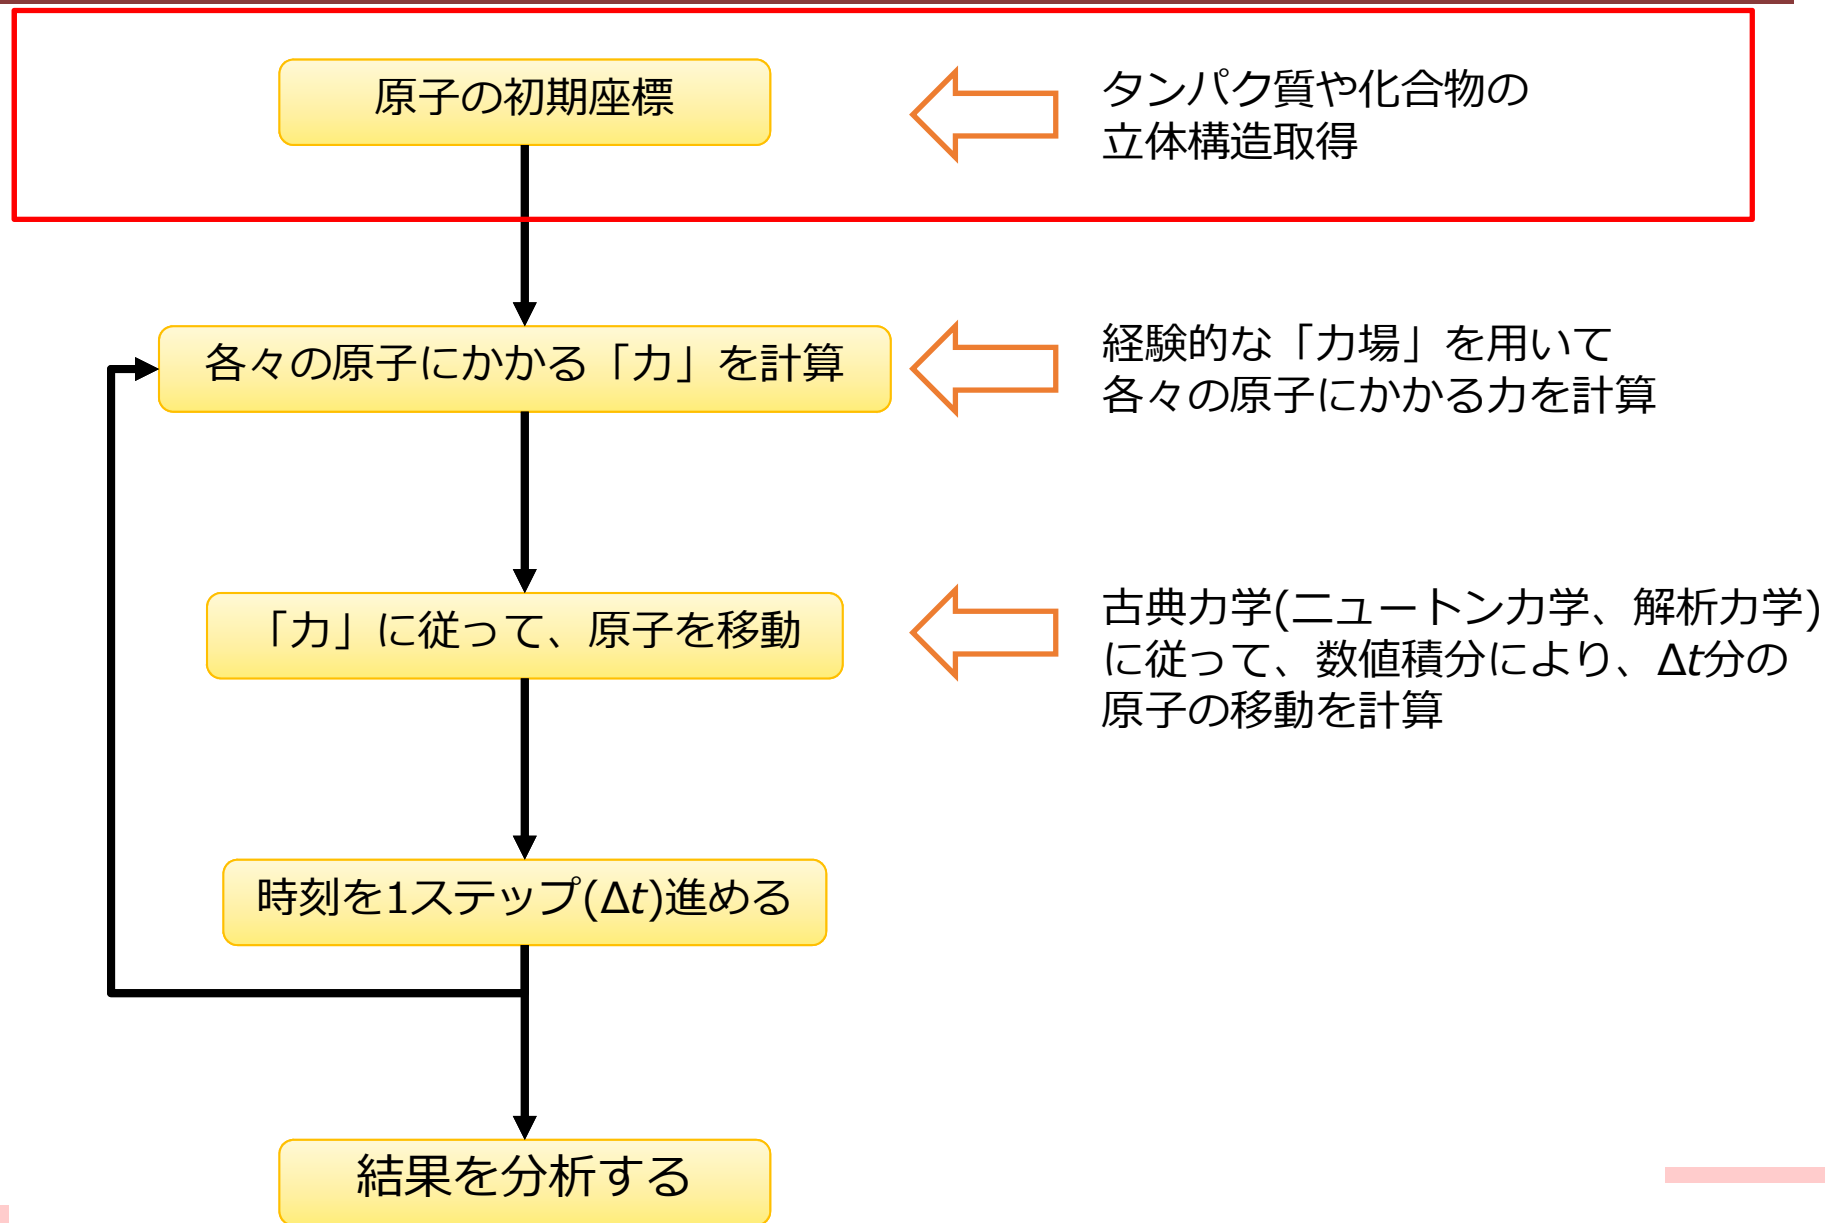 原子の初期座標
タンパク質や化合物の
立体構造取得
各々の原子にかかる「力」を計算
経験的な「力場」を用いて
各々の原子にかかる力を計算
「力」に従って、原子を移動
古典力学(ニュートン力学、解析力学)
に従って、数値積分により、Δt分の
原子の移動を計算
時刻を1ステップ(Δt)進める
結果を分析する